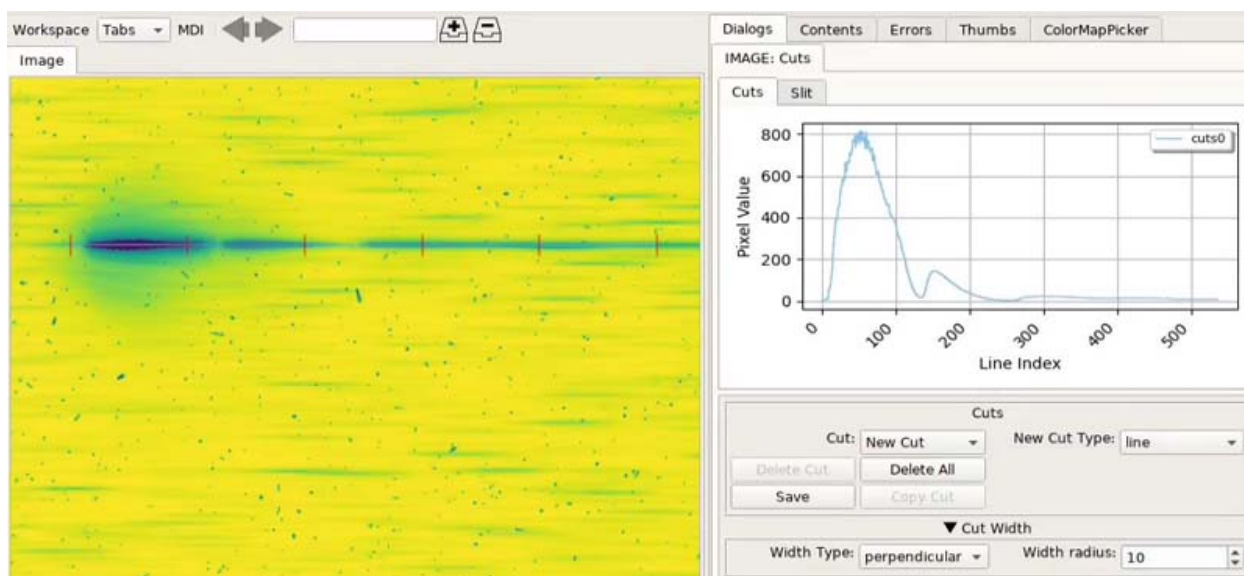 Workspace Tabs MDI
Image
Dialogs Contents Errors Thumbs ColorMapPicker
IMAGE: Cuts
Cuts Slit
800
600
400
200
0
Pixel Value
cuts0
0 100 200 300 400 500
Line Index
Cuts
Cut: New Cut New Cut Type: line
Delete Cut Delete All
Save Copy Cut
▼ Cut Width
Width Type: perpendicular Width radius: 10